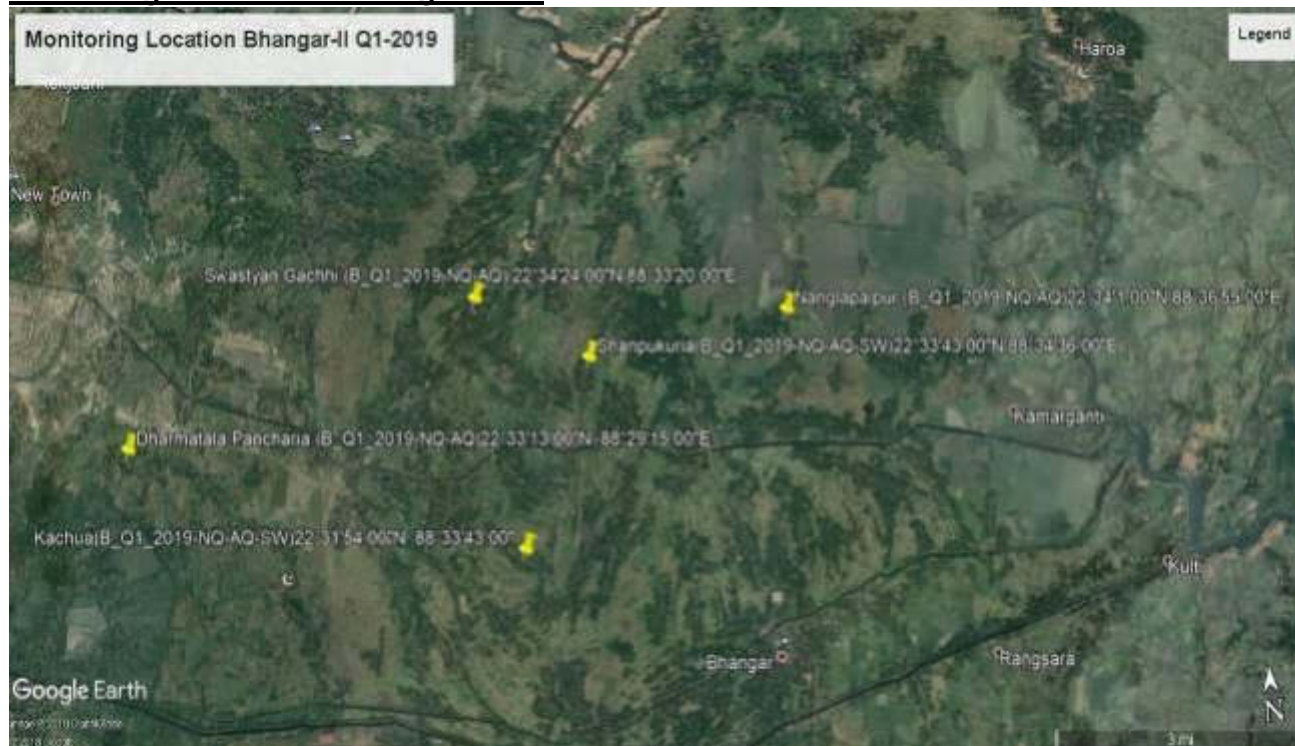 Monitoring Location Bhangar-II Q1-2019
Legend
Haroa
New Town
Swastyan Gachhi (B_Q1_2019-NQ-AQ) 22°34'24.00"N 88°33'20.00"E
Nanglapalpur (B_Q1_2019-NQ-AQ)22°34'1.00"N 88°36'53.00"E
Shanpukuria(B_Q1_2019-NQ-AQ-SW)22°33'43.00"N 88°34'36.00"E
Kamarganti
Dharmatala Pancharia (B_Q1_2019-NQ-AQ)22°33'13.00"N 88°29'15.00"E
Kachua(B_Q1_2019-NQ-AQ-SW)22°31'54.00"N 88°33'43.00"
Kulti
Bhangar
Rangsara
Google Earth
N
3 mi